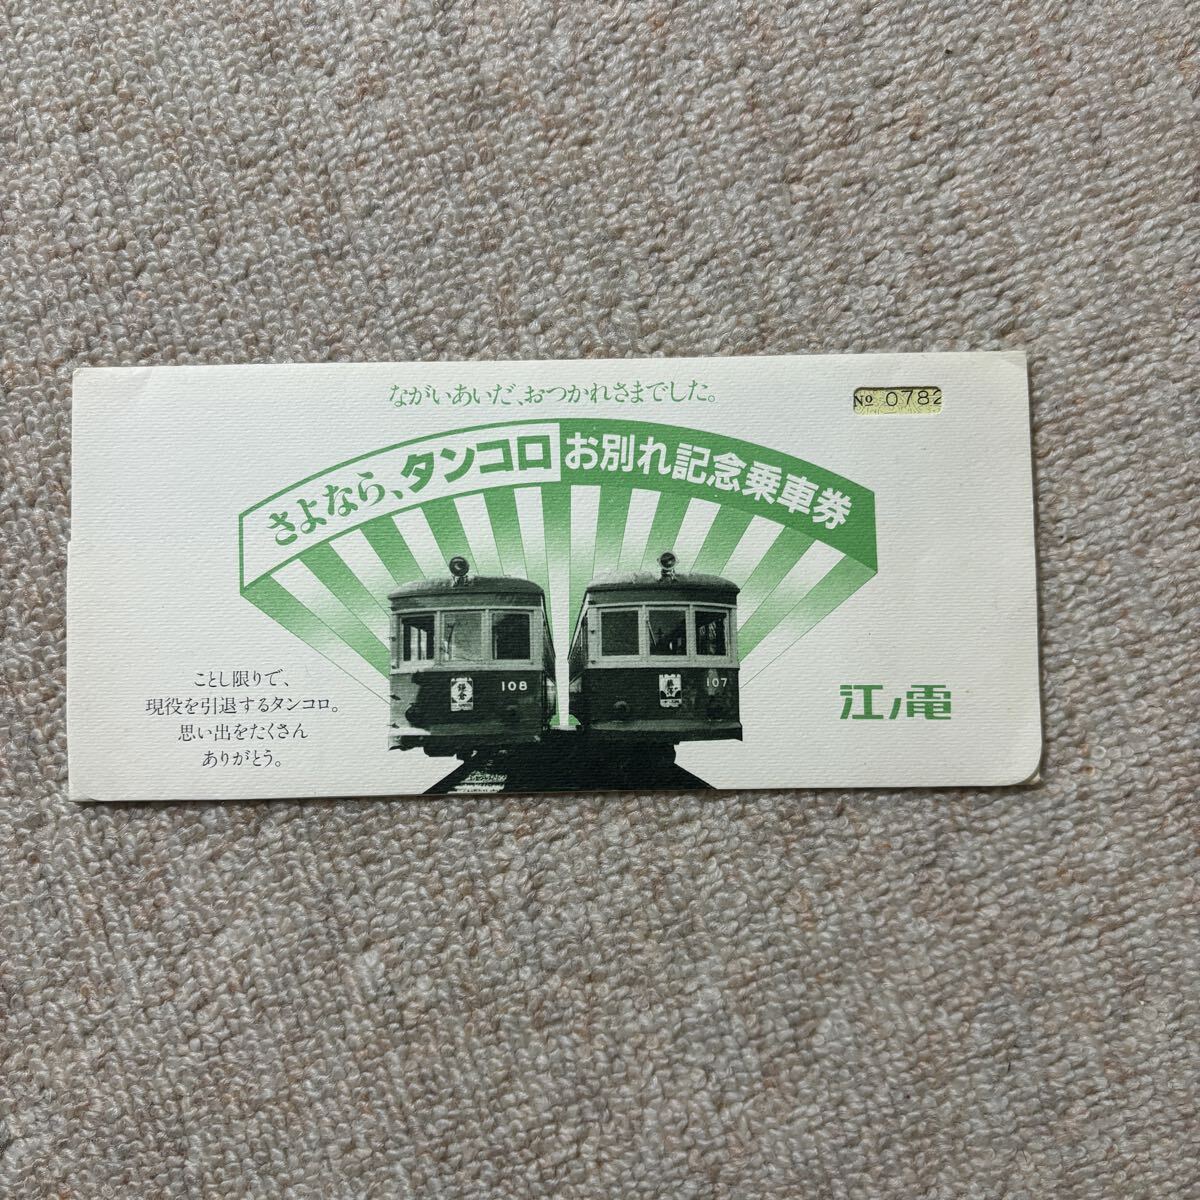 ながいあいだ、おつかれさまでした。
№ 0782
さよなら、タンコロ お別れ記念乗車券
108
鎌倉
107
江ノ電
ことし限りで、
現役を引退するタンコロ。
思い出をたくさん
ありがとう。